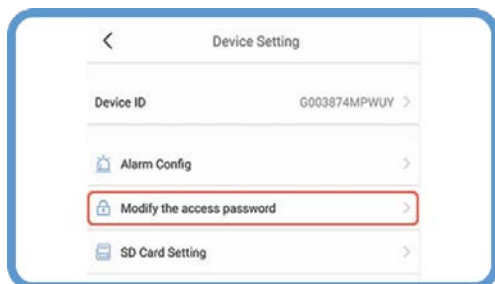 Device Setting
Device ID G003874MPWUY
Alarm Config
Modify the access password
SD Card Setting